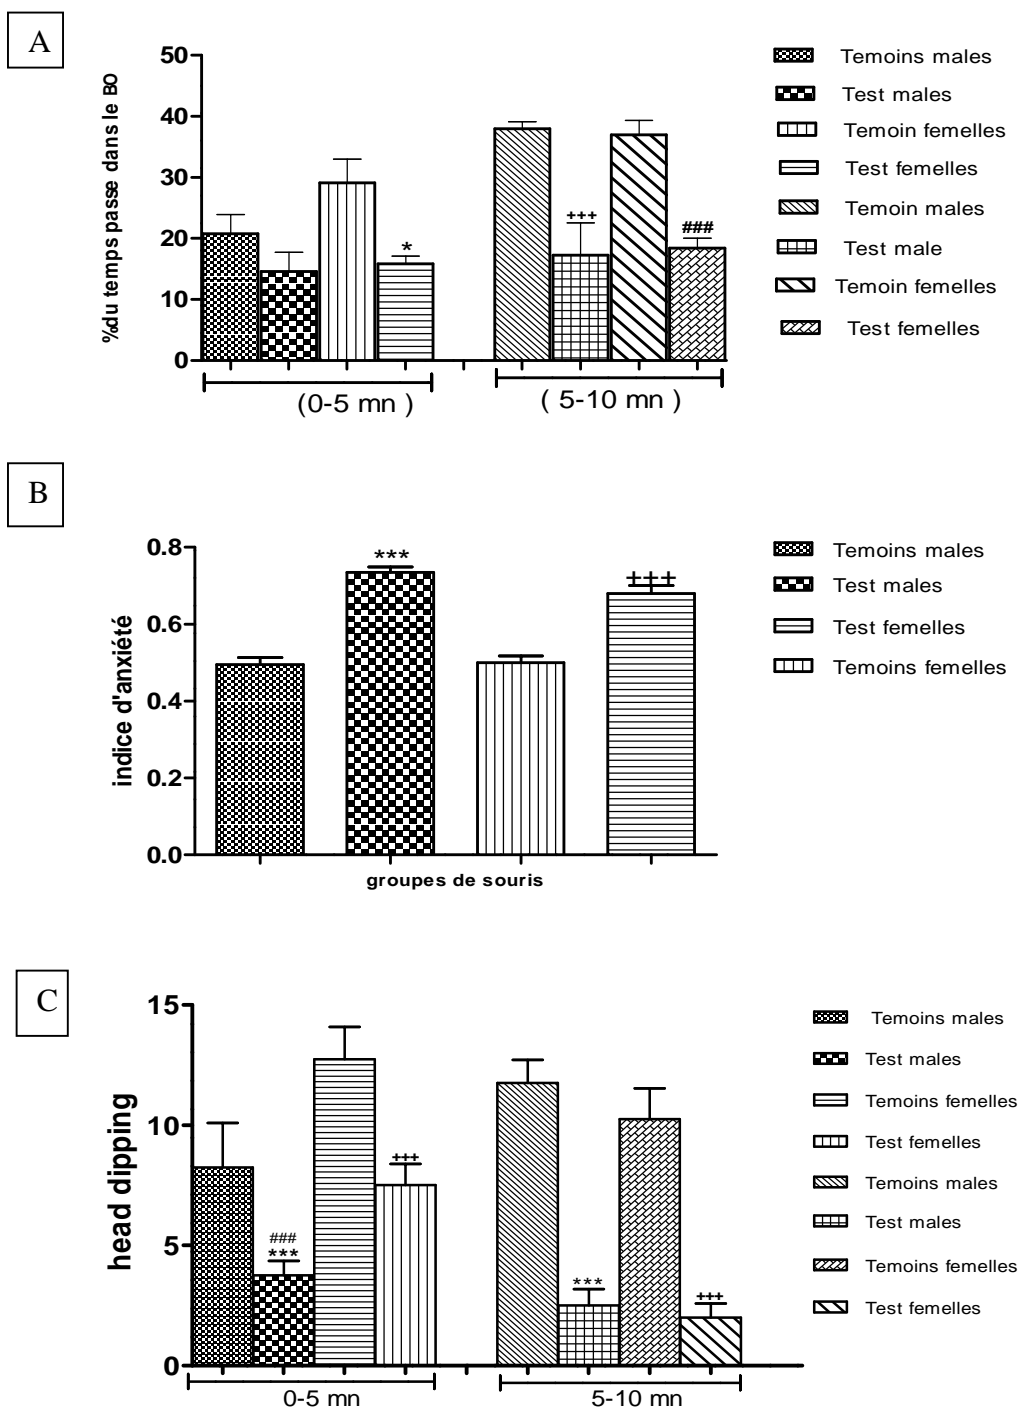 A
%du temps passe dans le BO
50
40
30
20
10
0
*
+++
###
(0-5 mn )
( 5-10 mn )
Temoins males
Test males
Temoin femelles
Test femelles
Temoin males
Test male
Temoin femelles
Test femelles
B
indice d'anxiété
0.8
0.6
0.4
0.2
0.0
***
+++
groupes de souris
Temoins males
Test males
Test femelles
Temoins femelles
C
head dipping
15
10
5
0
###
***
+++
***
+++
0-5 mn
5-10 mn
Temoins males
Test males
Temoins femelles
Test femelles
Temoins males
Test males
Temoins femelles
Test femelles